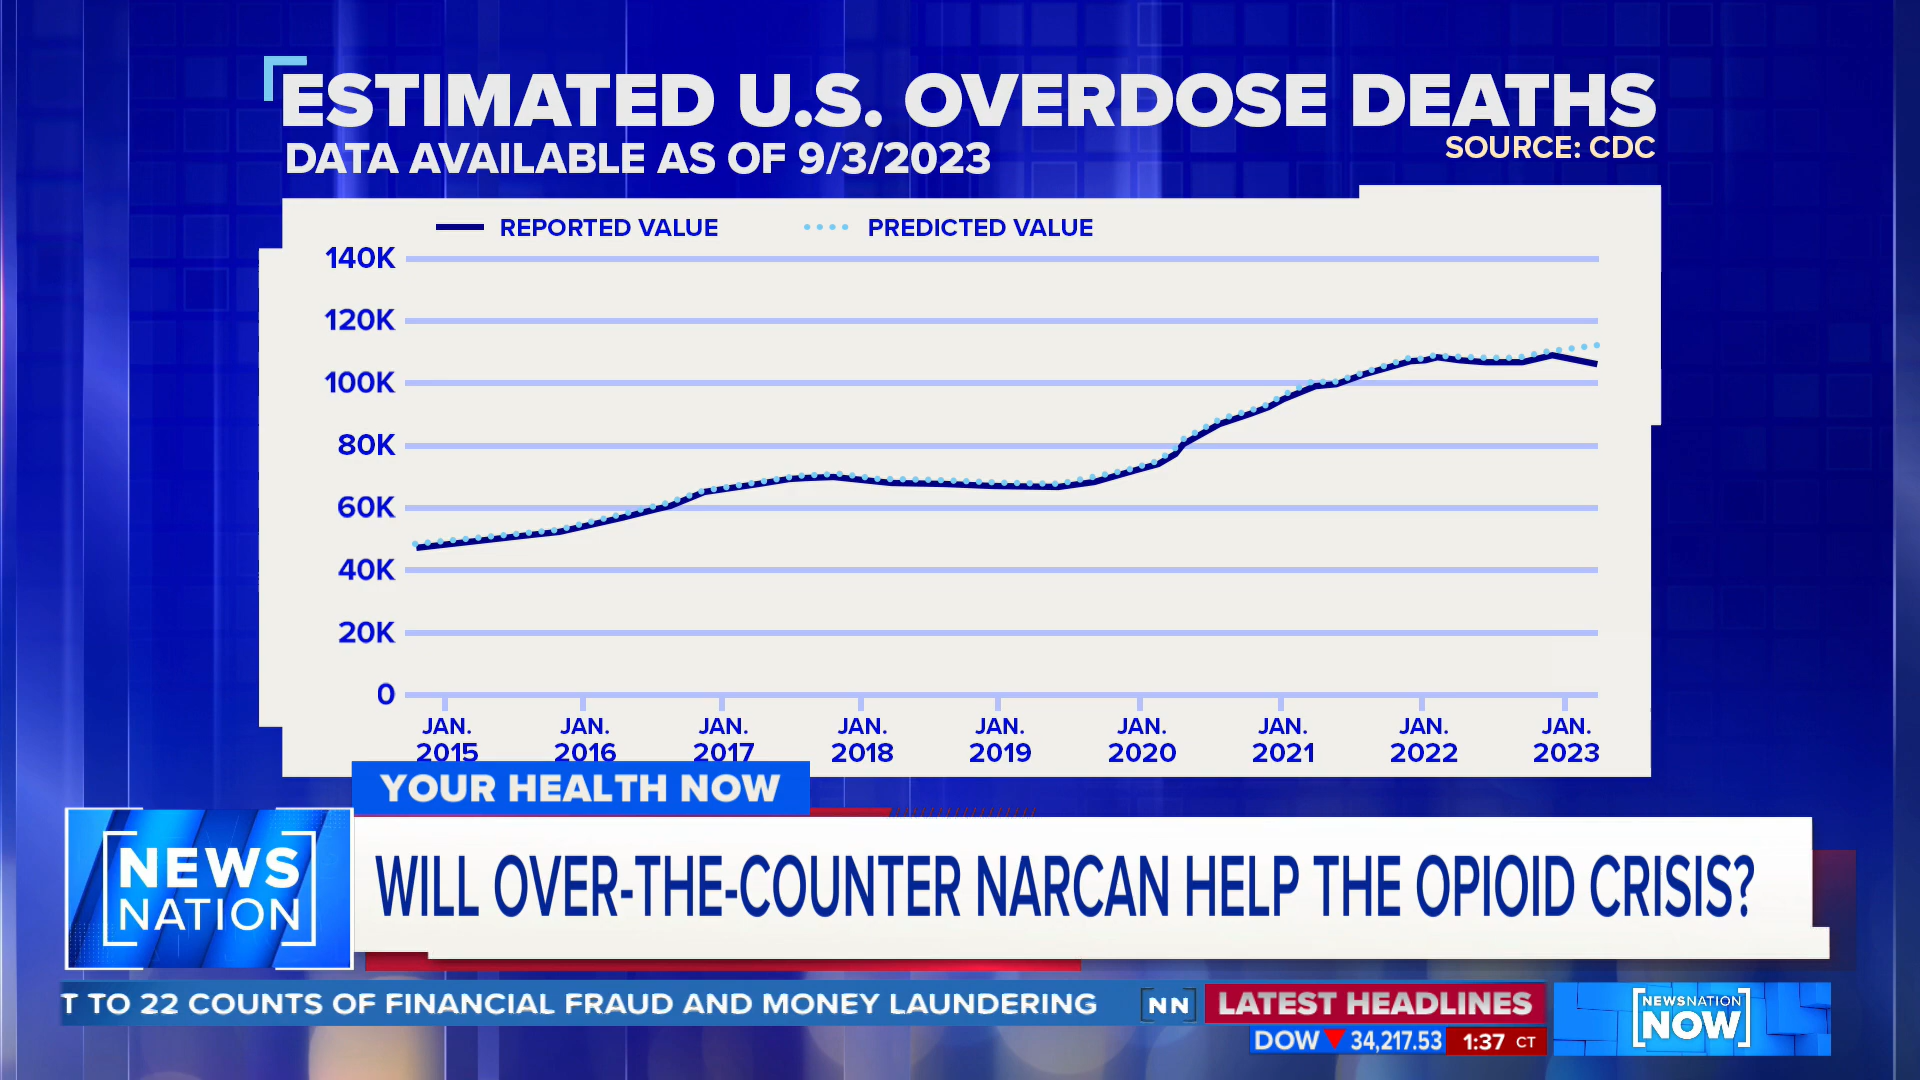 ESTIMATED U.S. OVERDOSE DEATHS
DATA AVAILABLE AS OF 9/3/2023
SOURCE: CDC
REPORTED VALUE
PREDICTED VALUE
140K
120K
100K
80K
60K
40K
20K
0
JAN. 2015
JAN. 2016
JAN. 2017
JAN. 2018
JAN. 2019
JAN. 2020
JAN. 2021
JAN. 2022
JAN. 2023
YOUR HEALTH NOW
NEWS
NATION
WILL OVER-THE-COUNTER NARCAN HELP THE OPIOID CRISIS?
T TO 22 COUNTS OF FINANCIAL FRAUD AND MONEY LAUNDERING
NN
LATEST HEADLINES
DOW 34,217.53 1:37 CT
NEWSNATION
NOW